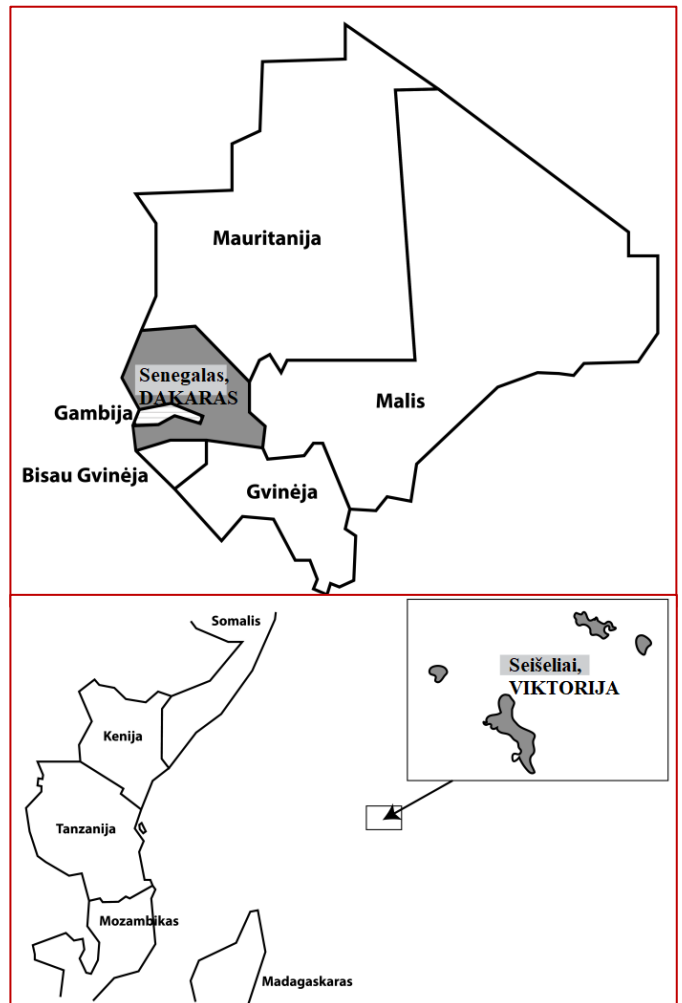 Mauritanija
Senegalas,
DAKARAS
Gambija
Malis
Bisau Gvinėja
Gvinėja
Somalis
Seišeliai,
VIKTORIJA
Kenija
Tanzanija
Mozambikas
Madagaskaras